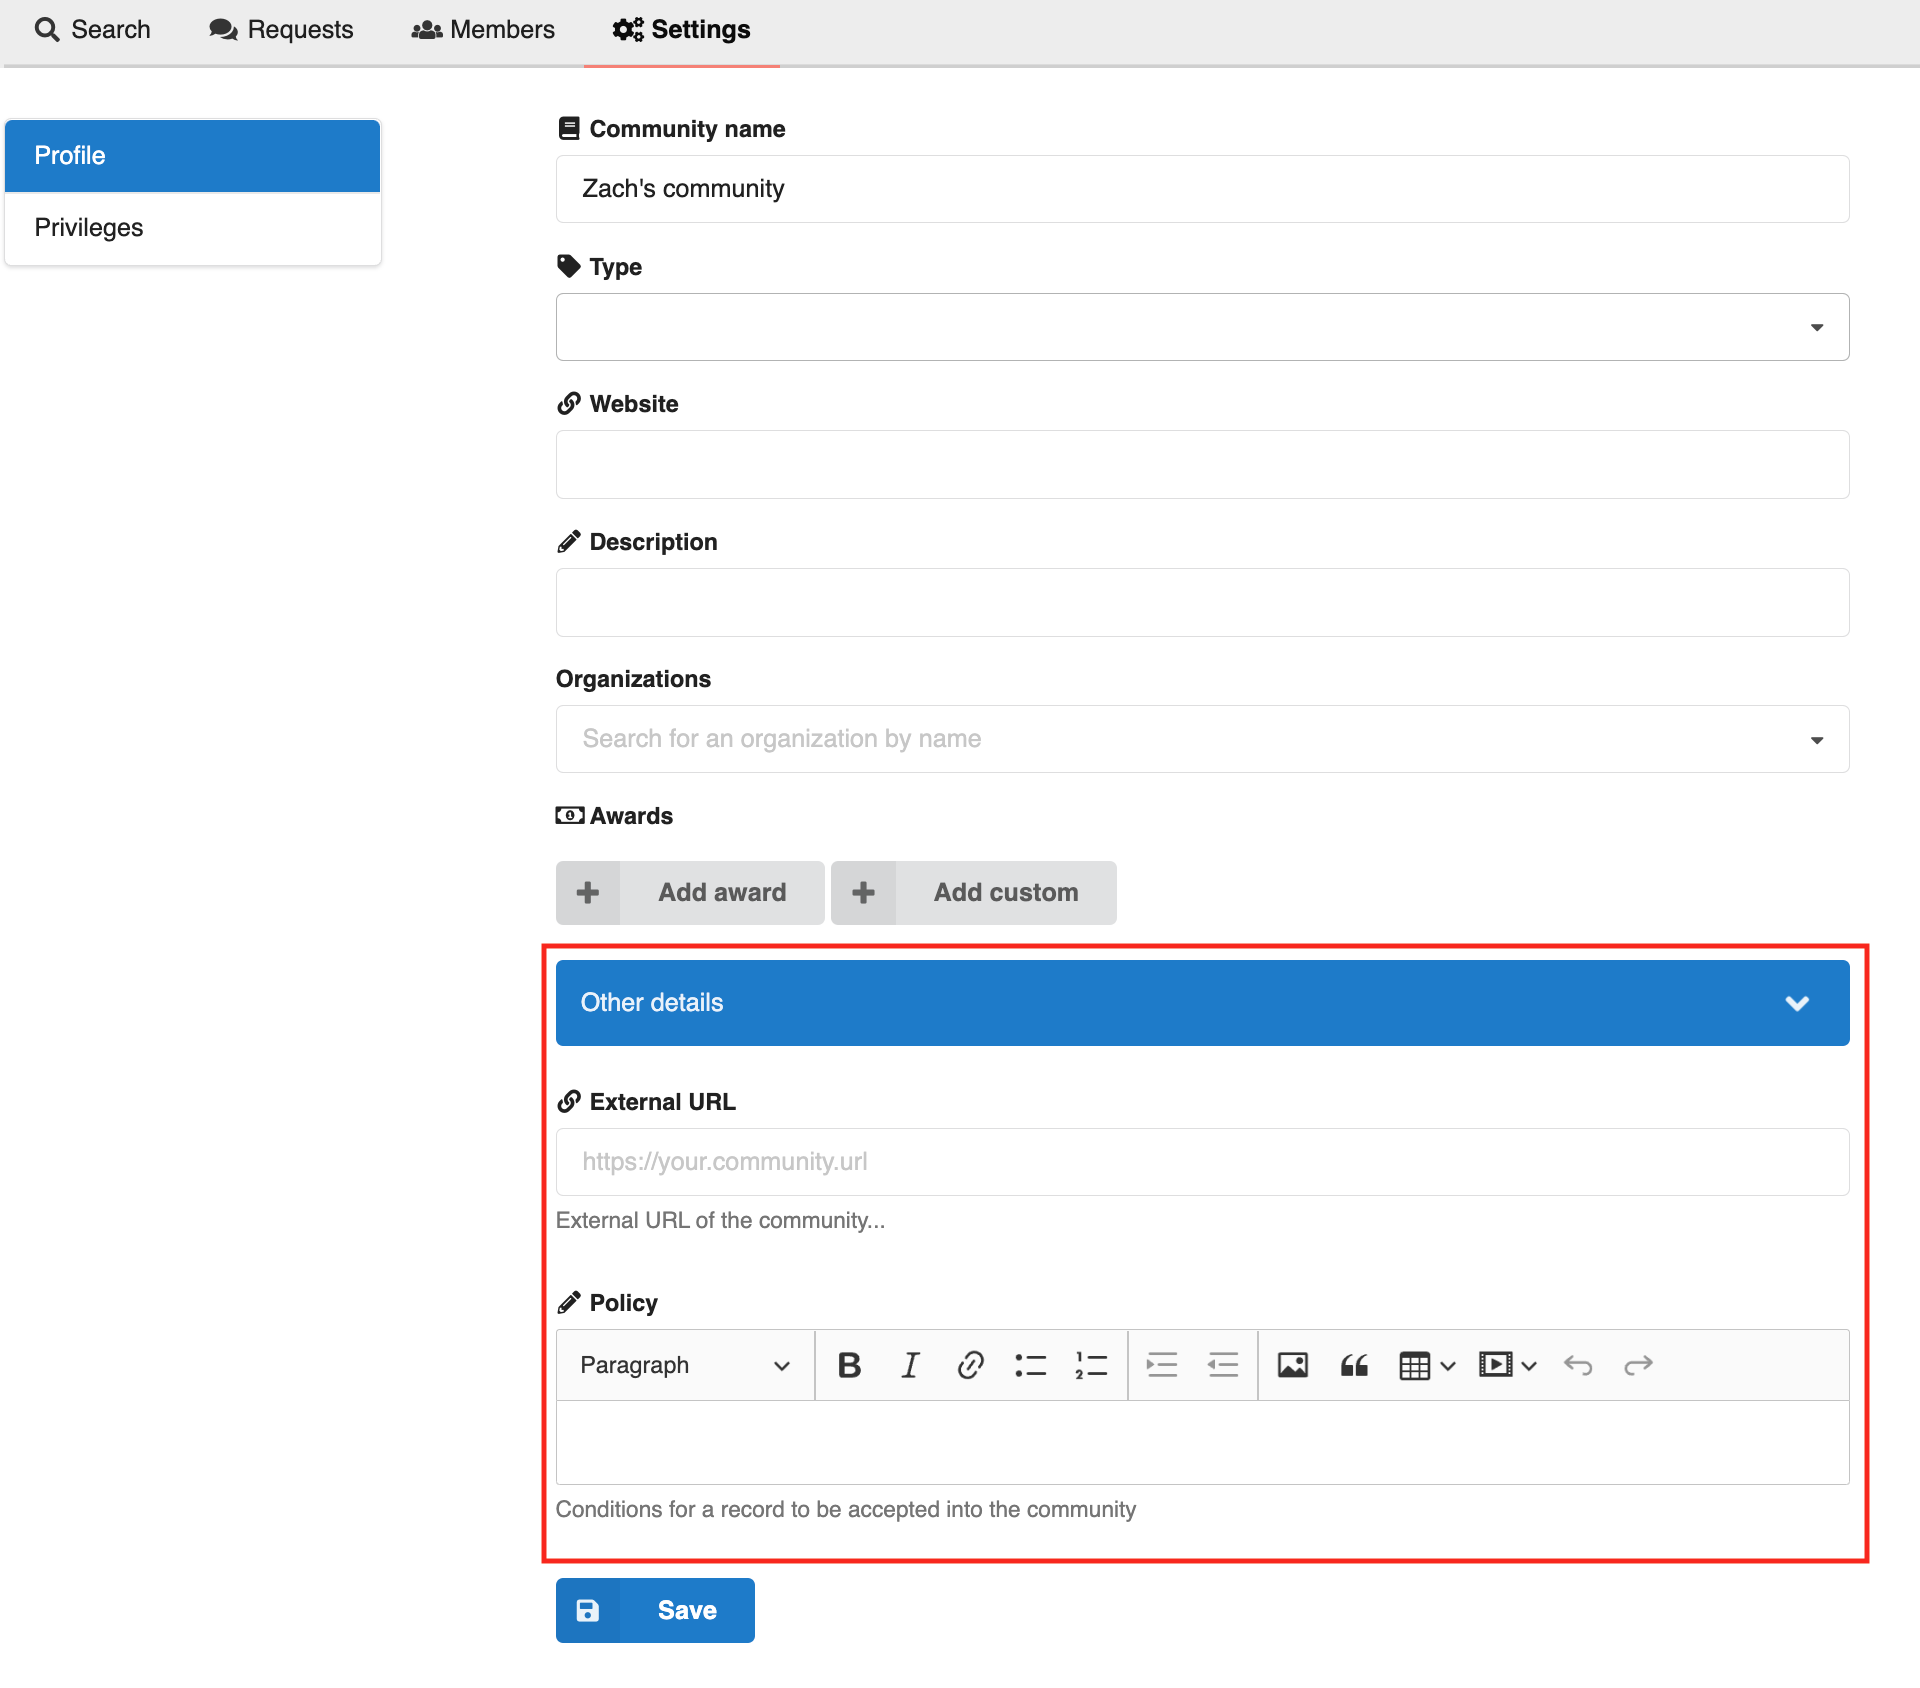 Search Requests Members Settings
Profile
Privileges
Community name
Zach's community
Type
Website
Description
Organizations
Search for an organization by name
Awards
Add award Add custom
Other details
External URL
https://your.community.url
External URL of the community...
Policy
Paragraph
Conditions for a record to be accepted into the community
Save